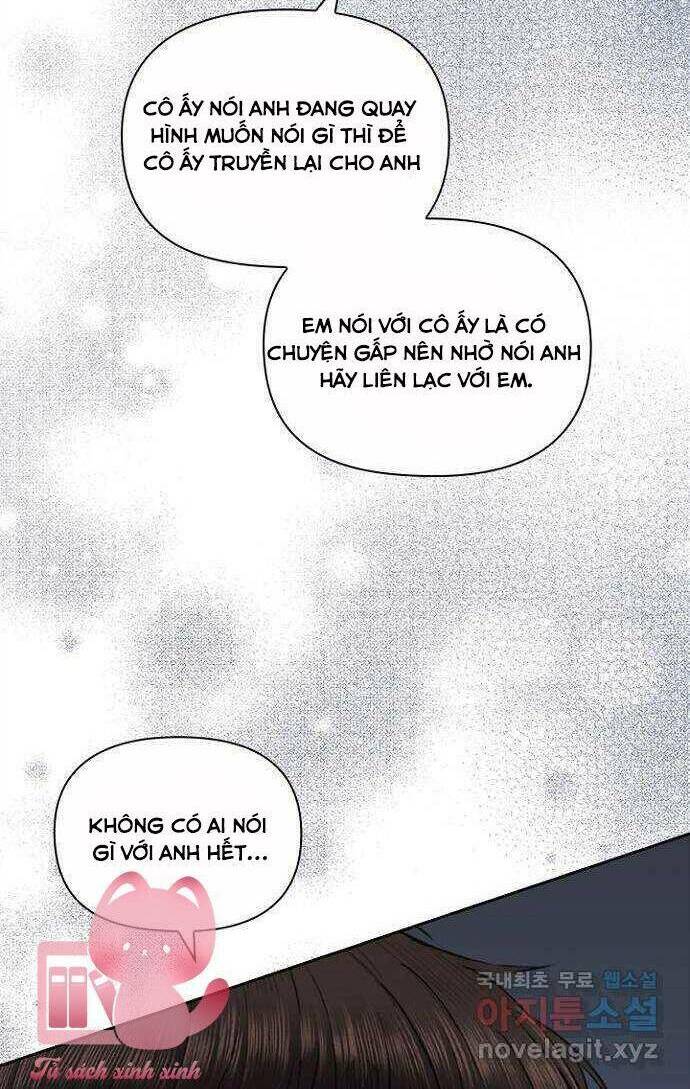 CÔ ẤY NÓI ANH ĐANG QUAY
HÌNH MUỐN NÓI GÌ THÌ ĐỂ
CÔ ẤY TRUYỀN LẠI CHO ANH
EM NÓI VỚI CÔ ẤY LÀ CÓ
CHUYỆN GẤP NÊN NHỜ NÓI ANH
HÃY LIÊN LẠC VỚI EM.
KHÔNG CÓ AI NÓI
GÌ VỚI ANH HẾT...
Tủ sách xinh xinh
국내최초 무료 웹소설
아지툰소설
novelagit.xyz